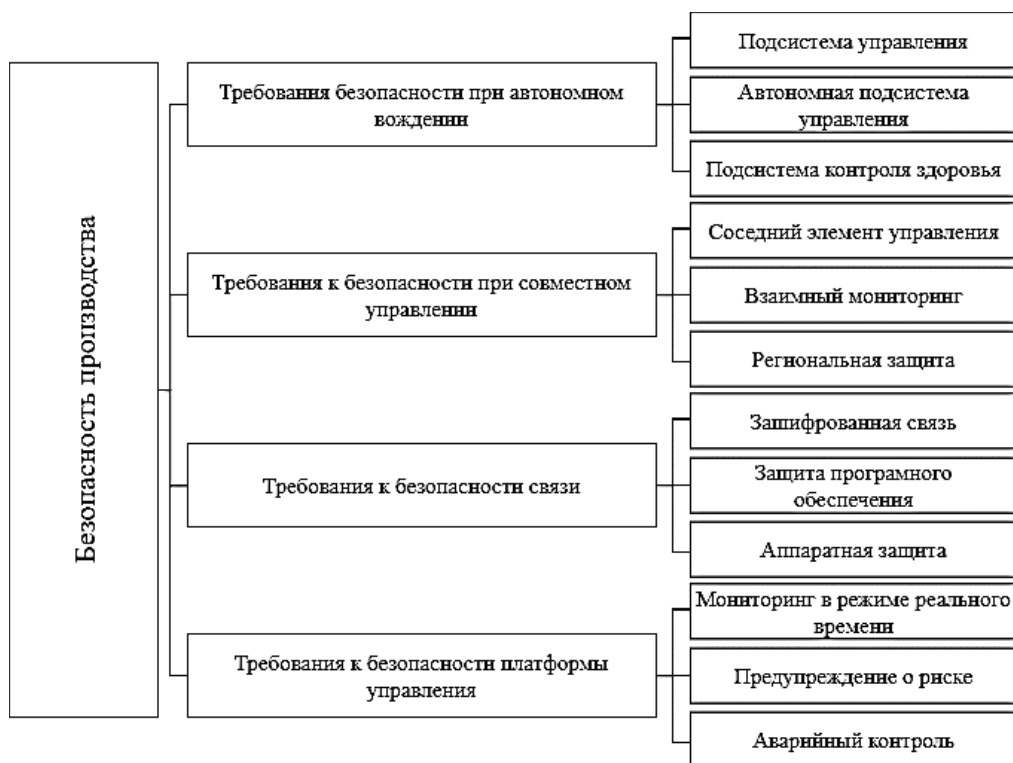 Безопасность производства
Требования безопасности при автономном
вождении
Подсистема управления
Автономная подсистема
управления
Подсистема контроля здоровья
Требования к безопасности при совместном
управлении
Соседний элемент управления
Взаимный мониторинг
Региональная защита
Требования к безопасности связи
Зашифрованная связь
Защита програмного
обеспечения
Аппаратная защита
Требования к безопасности платформы
управления
Мониторинг в режиме реального
времени
Предупреждение о риске
Аварийный контроль